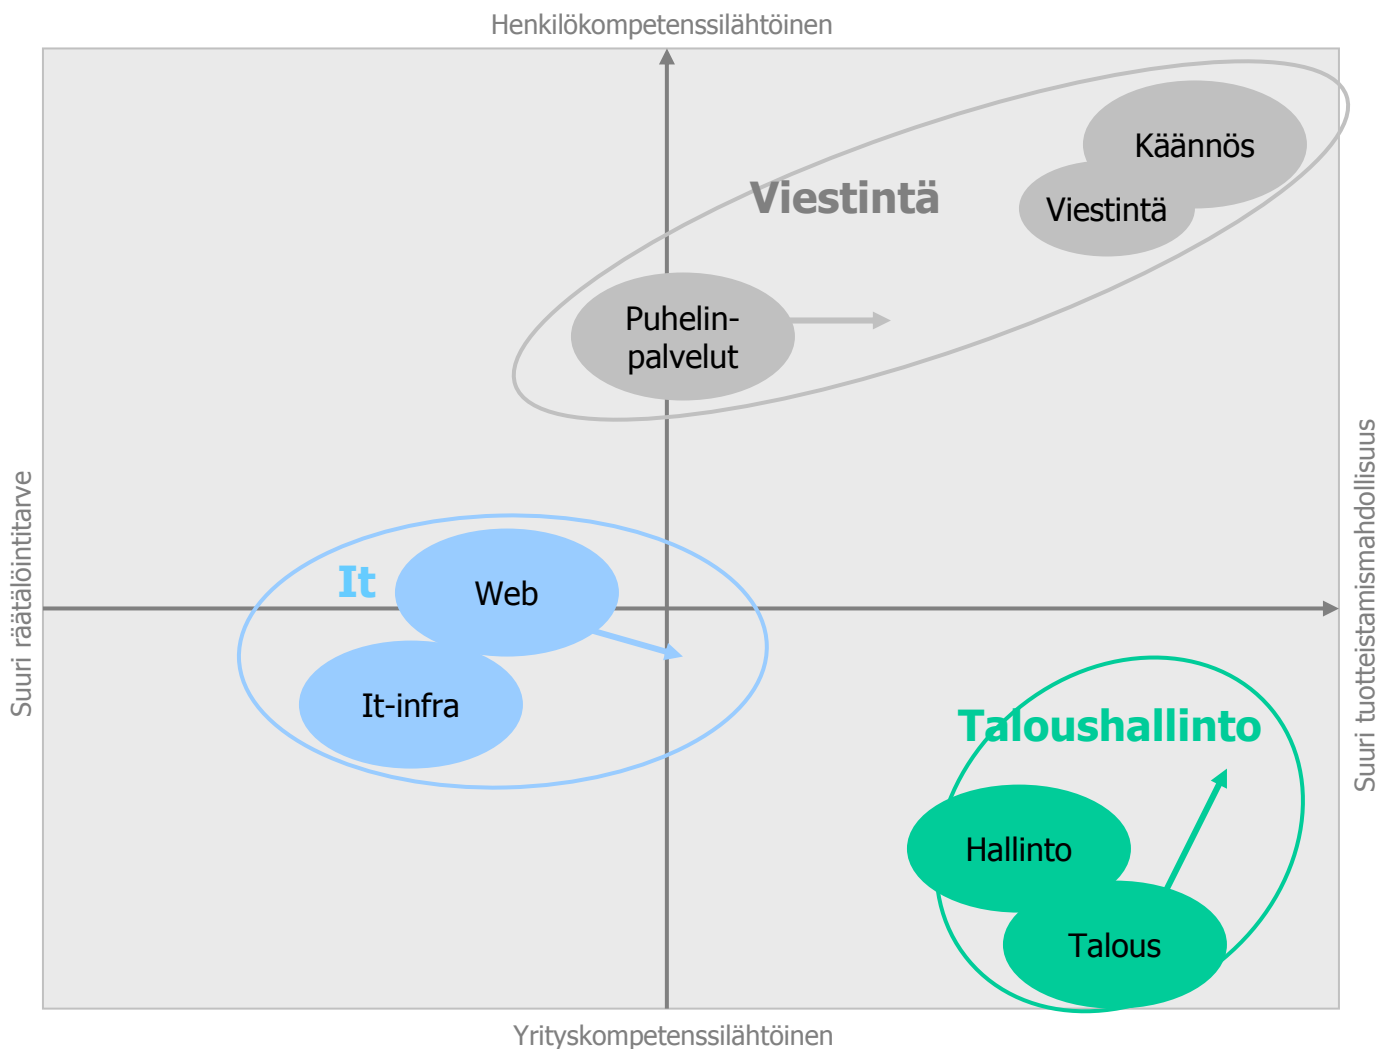 Henkilökompetenssilähtöinen
Käännös
Viestintä
Viestintä
Puhelin-
palvelut
Suuri räätälöintitarve
Suuri tuotteistamismahdollisuus
It
Web
It-infra
Taloushallinto
Hallinto
Talous
Yrityskompetenssilähtöinen